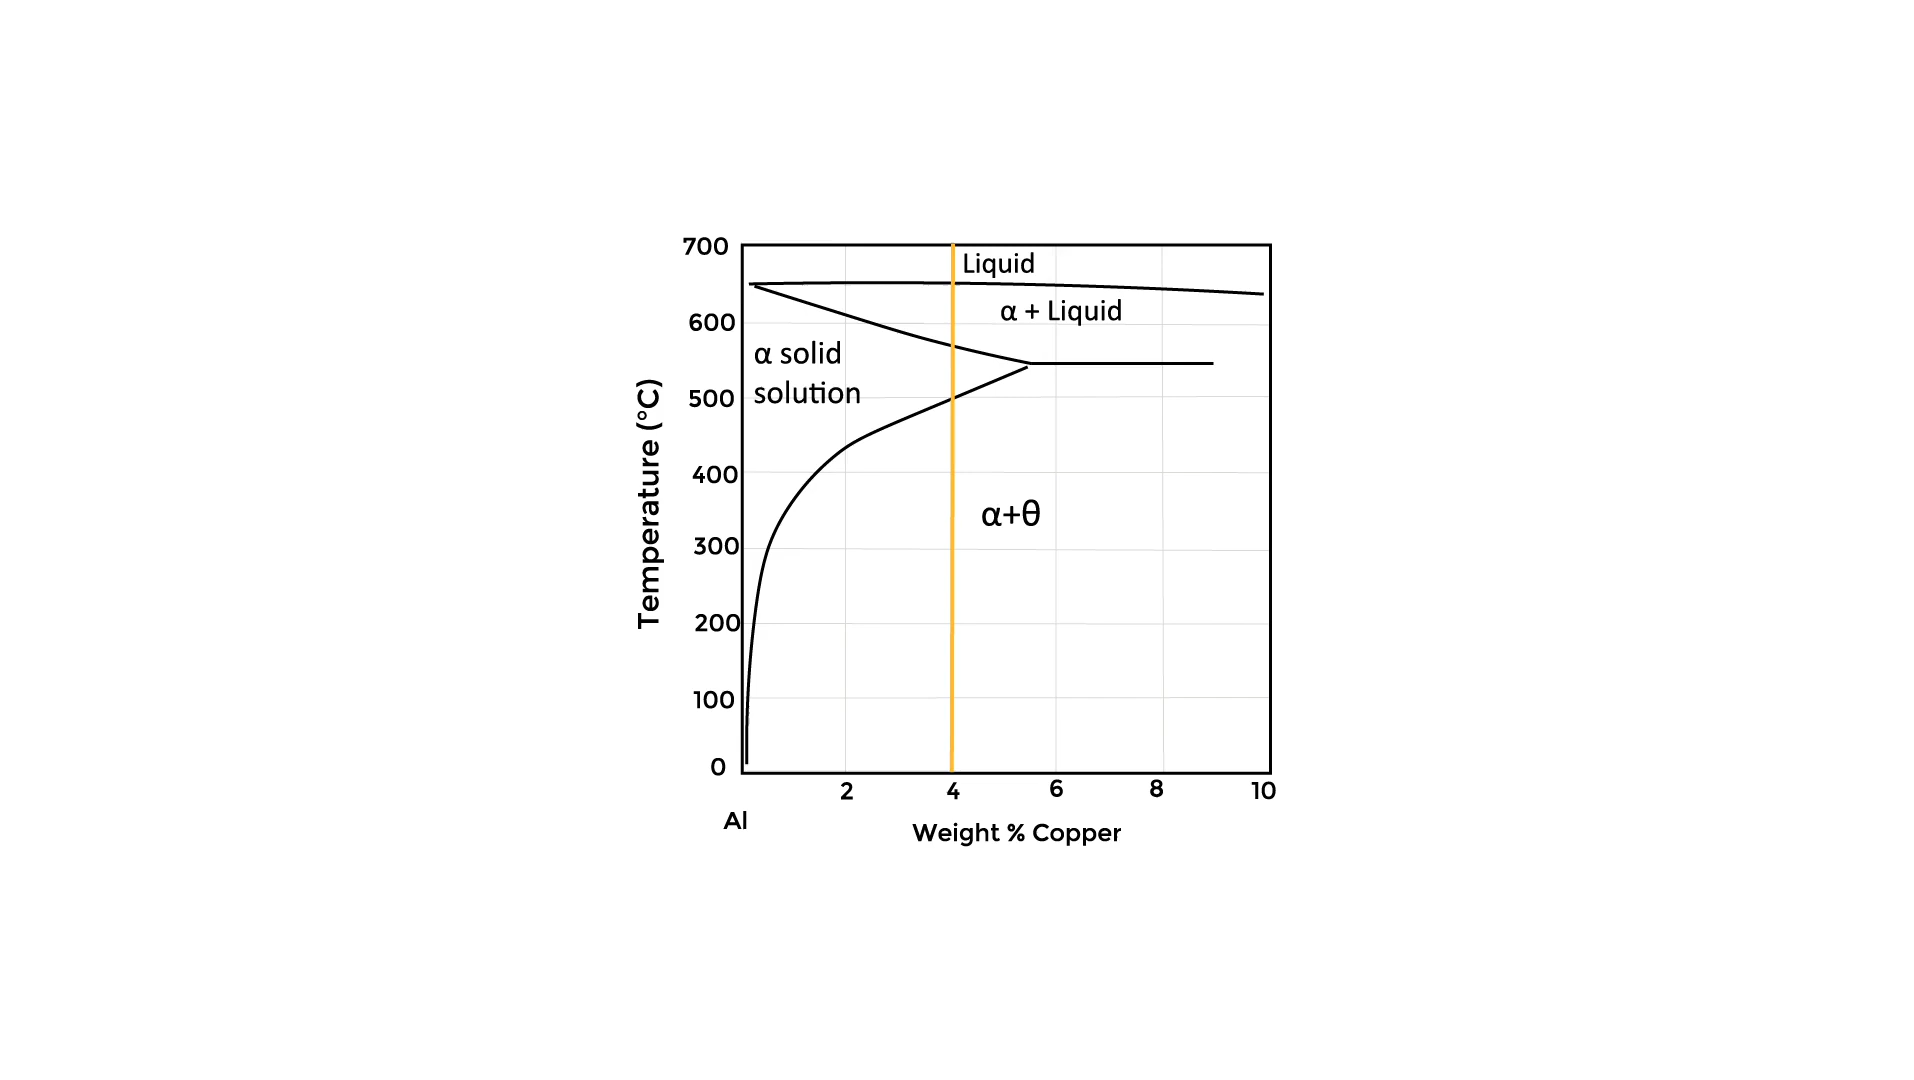 700
Liquid
α + Liquid
600
α solid
solution
500
400
α+θ
300
200
100
0
Temperature (°C)
2 4 6 8 10
Al
Weight % Copper